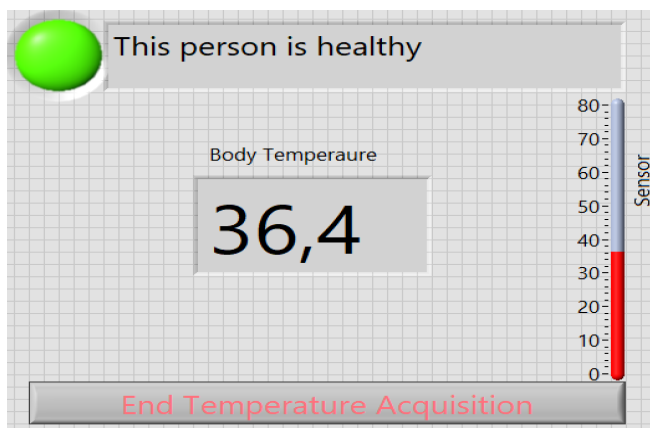 This person is healthy
Body Temperaure
36,4
80
70
60
50
40
30
20
10
0
Sensor
End Temperature Acquisition